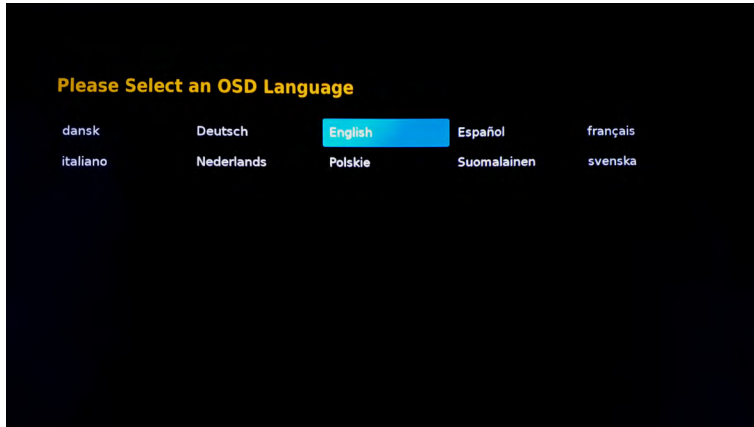 Please Select an OSD Language
dansk Deutsch English Español français
italiano Nederlands Polskie Suomalainen svenska